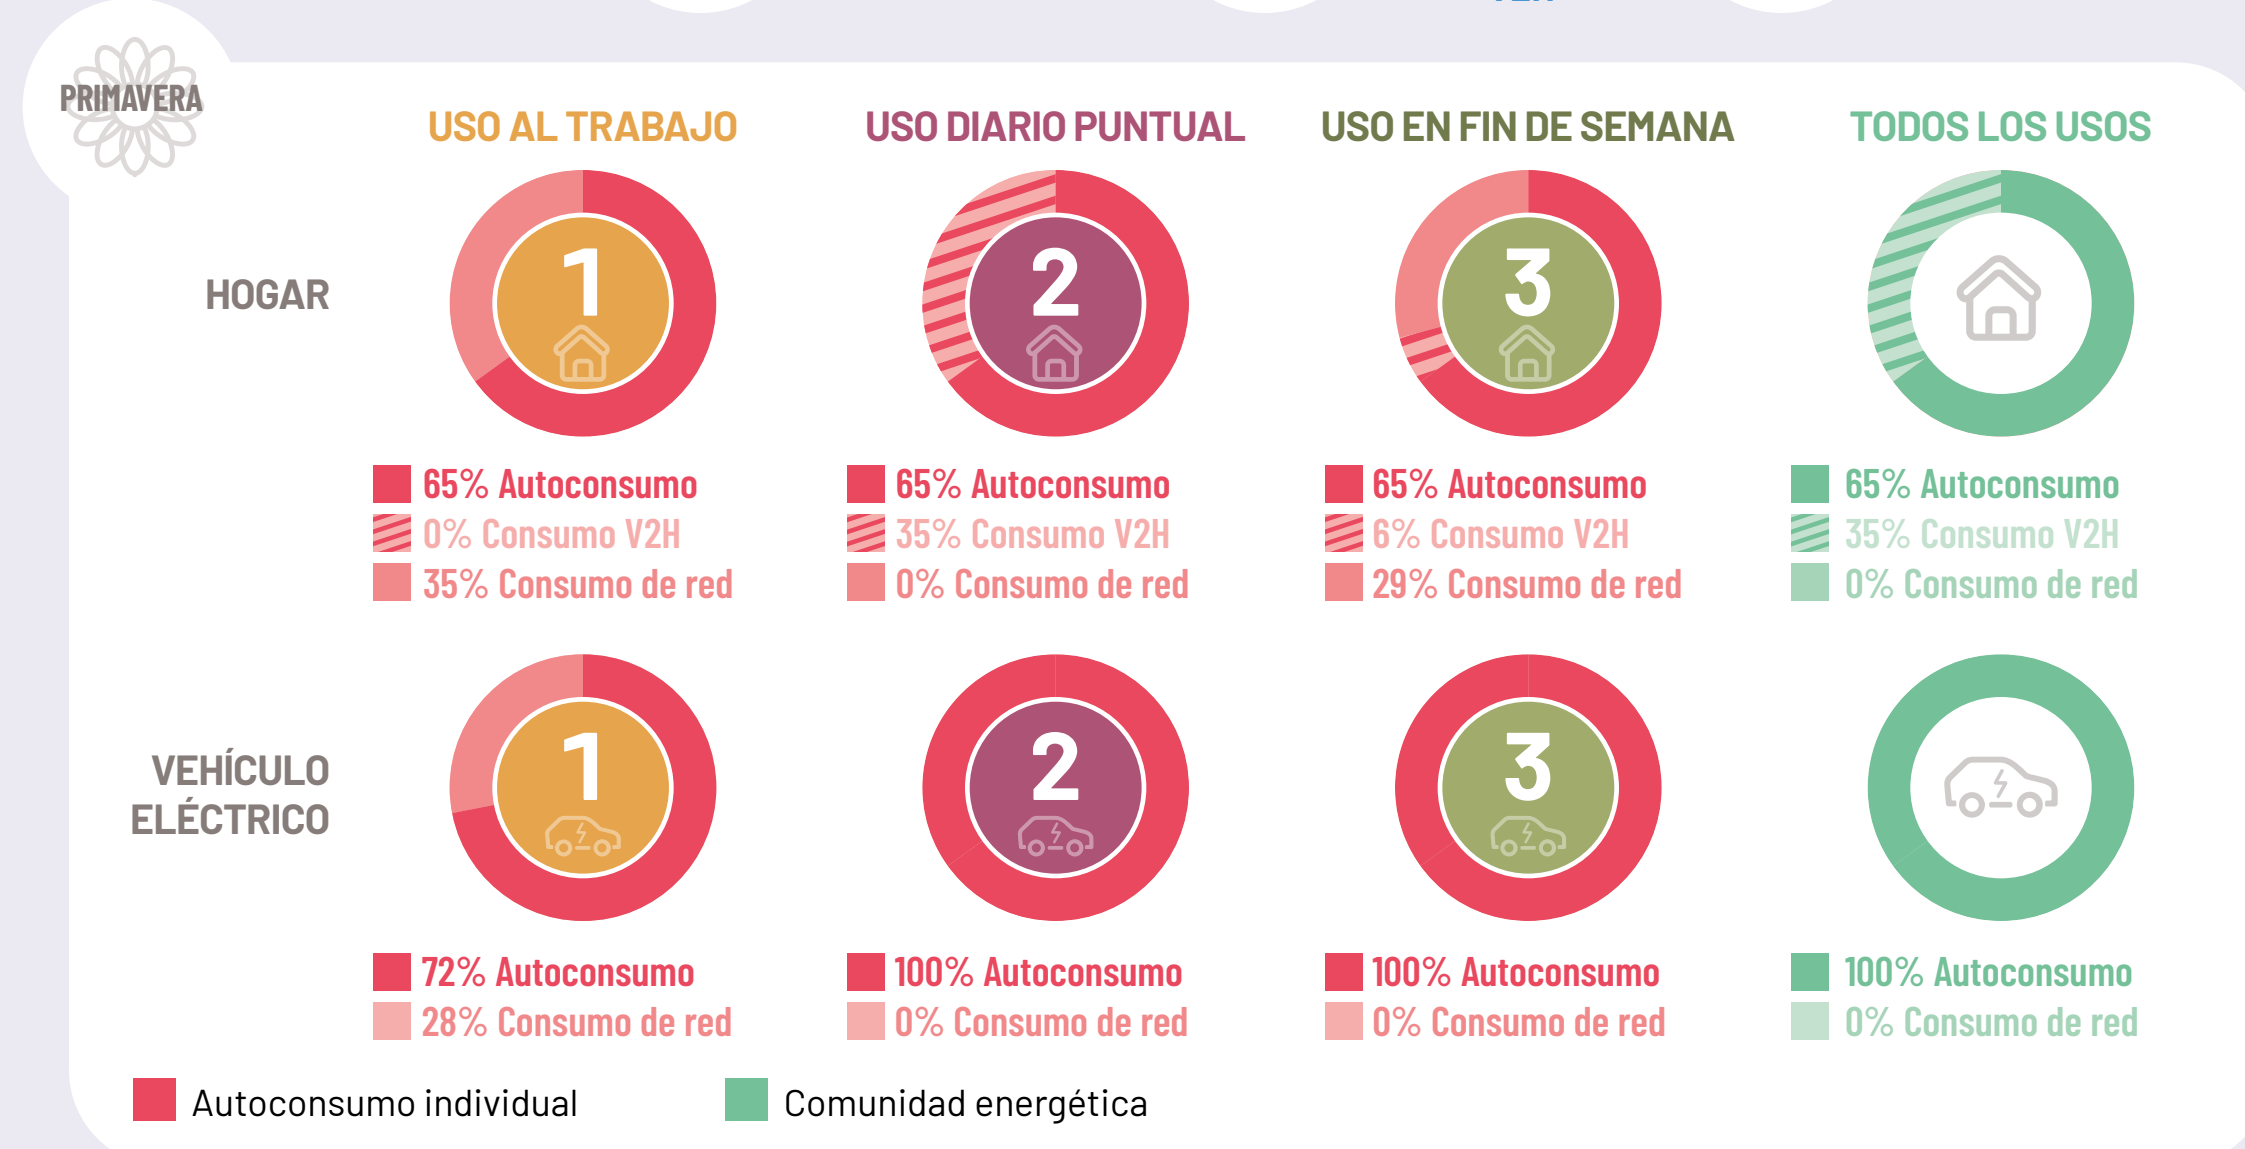 PRIMAVERA
USO AL TRABAJO
USO DIARIO PUNTUAL
USO EN FIN DE SEMANA
TODOS LOS USOS
HOGAR
1
2
3
65% Autoconsumo
0% Consumo V2H
35% Consumo de red
65% Autoconsumo
35% Consumo V2H
0% Consumo de red
65% Autoconsumo
6% Consumo V2H
29% Consumo de red
65% Autoconsumo
35% Consumo V2H
0% Consumo de red
VEHÍCULO
ELÉCTRICO
1
2
3
72% Autoconsumo
28% Consumo de red
100% Autoconsumo
0% Consumo de red
100% Autoconsumo
0% Consumo de red
100% Autoconsumo
0% Consumo de red
Autoconsumo individual
Comunidad energética